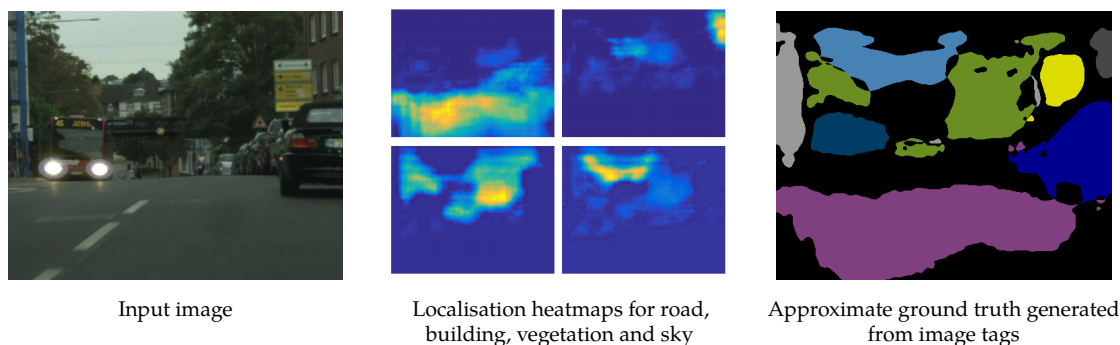 Input image
Localisation heatmaps for road,
building, vegetation and sky
Approximate ground truth generated
from image tags